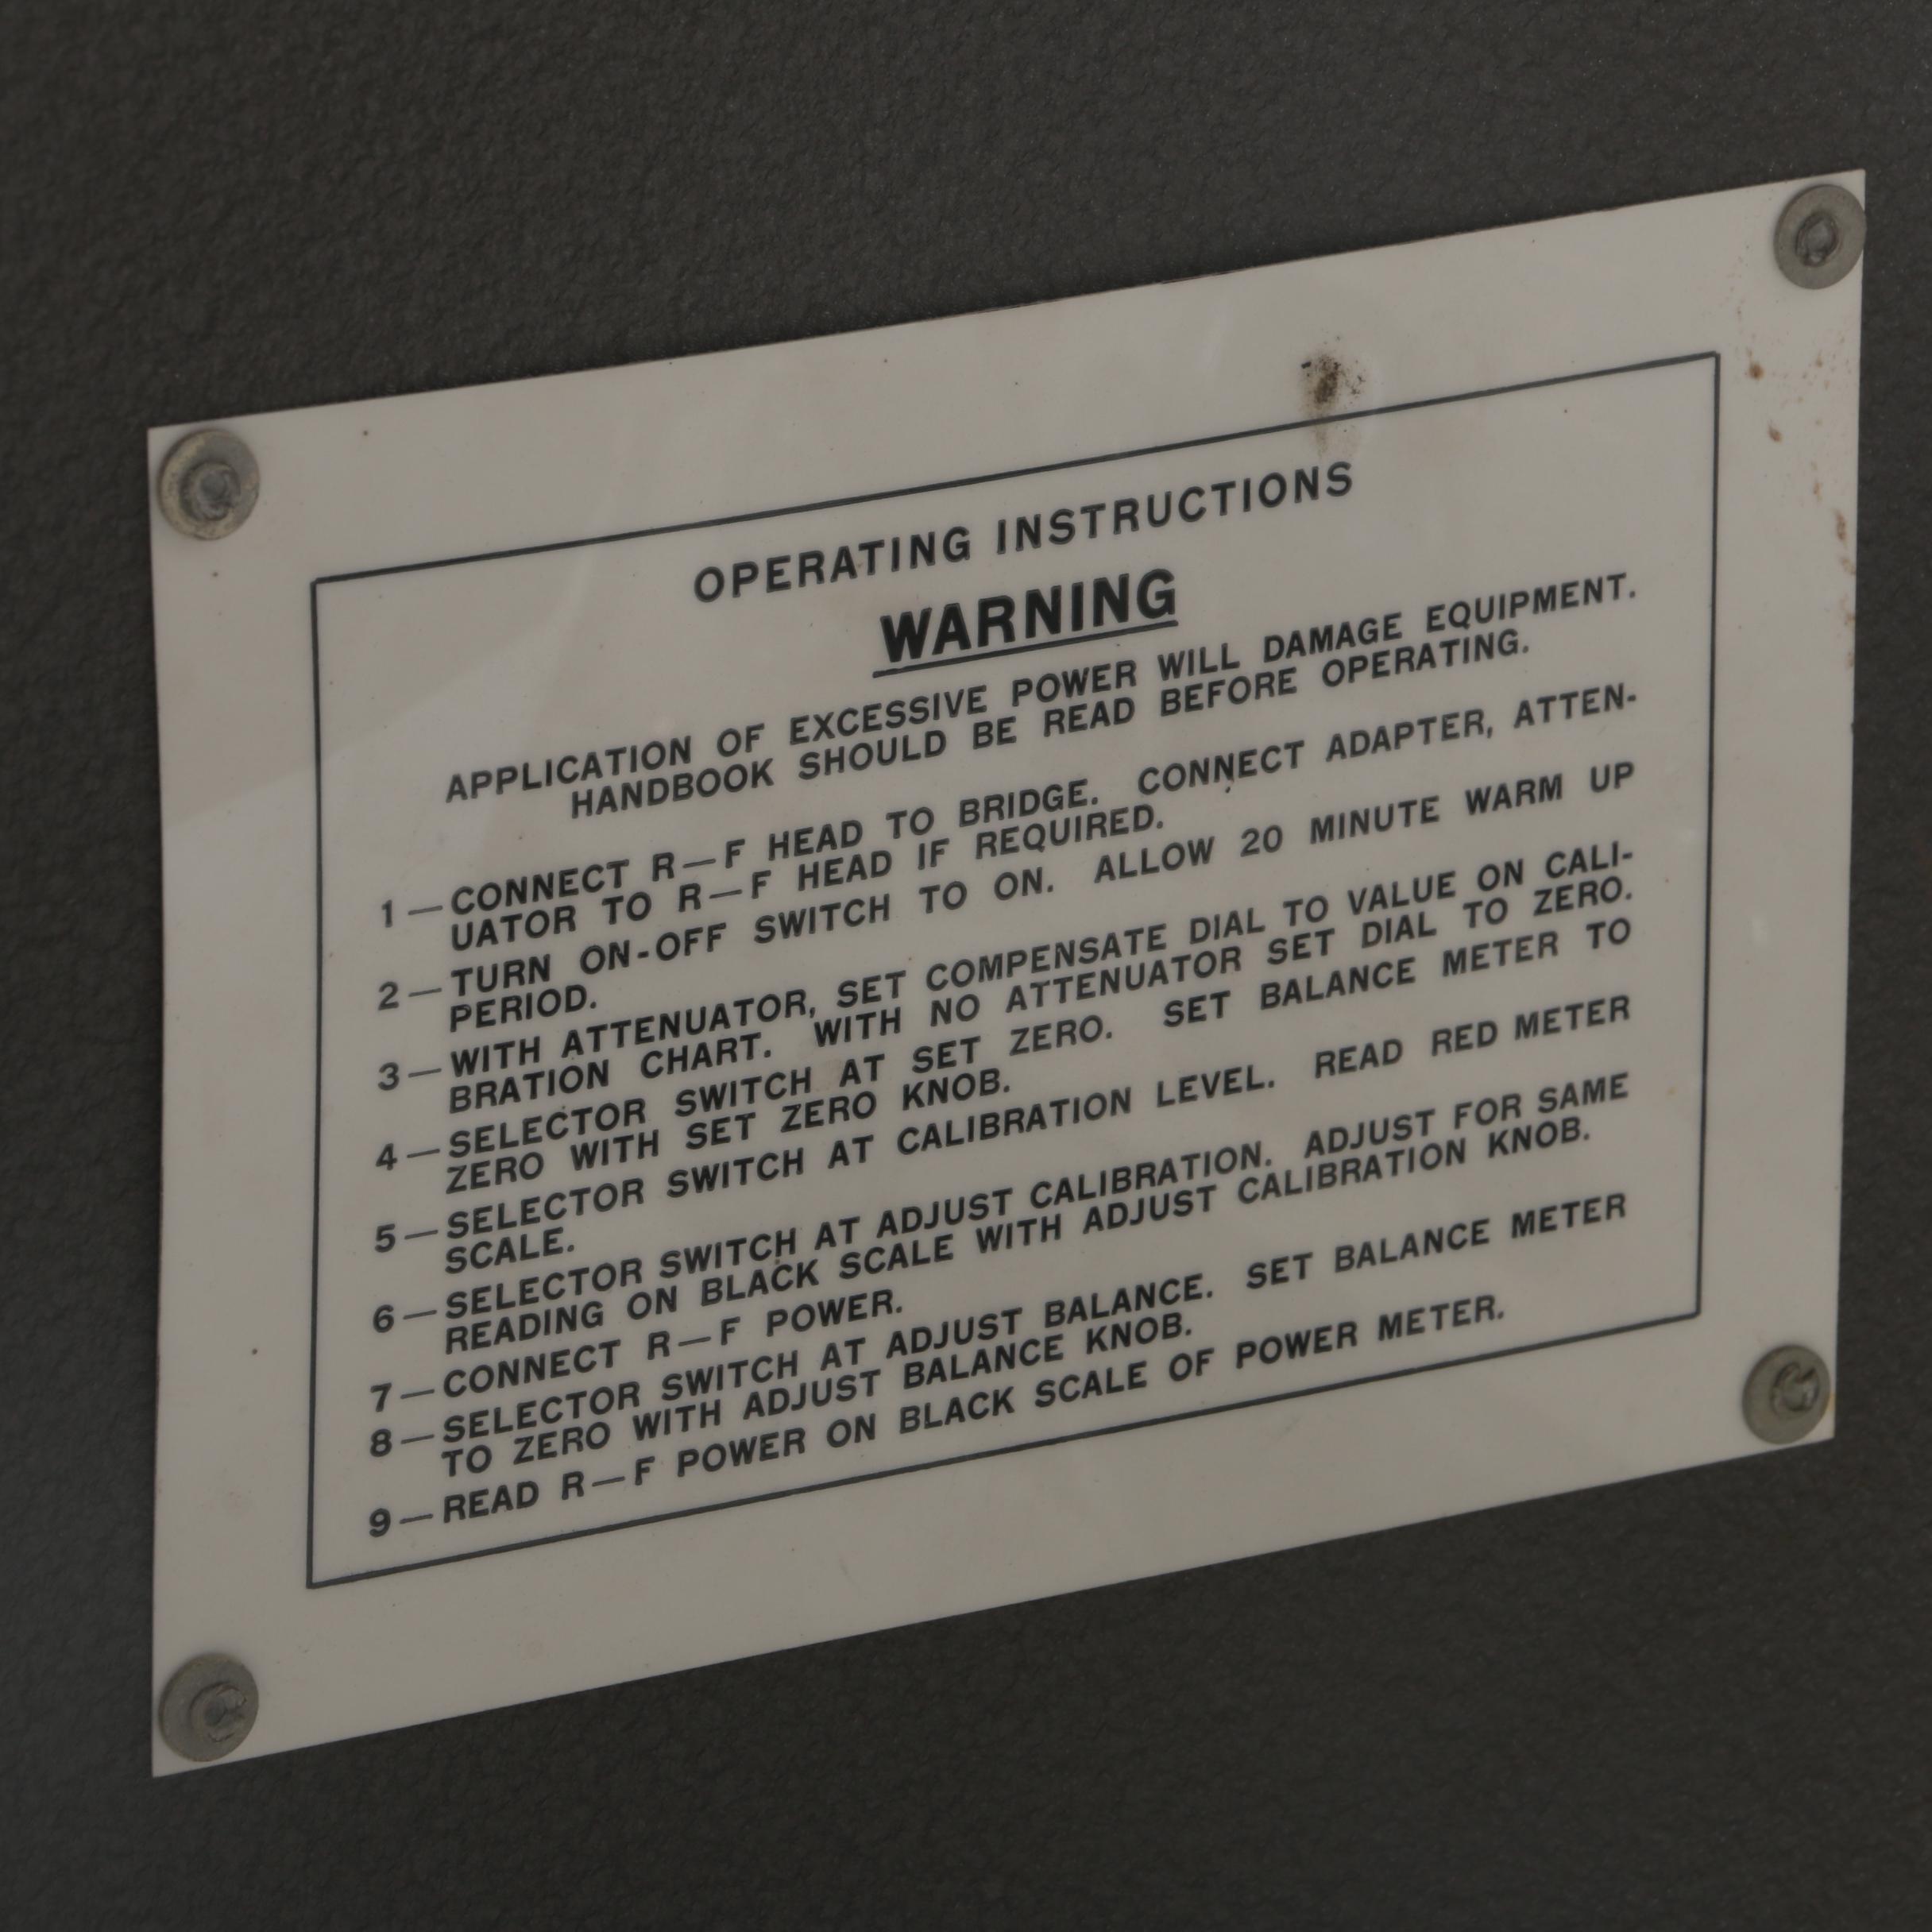 OPERATING INSTRUCTIONS
WARNING
APPLICATION OF EXCESSIVE POWER WILL DAMAGE EQUIPMENT.
HANDBOOK SHOULD BE READ BEFORE OPERATING.
1—CONNECT R—F HEAD TO BRIDGE. CONNECT ADAPTER, ATTEN-
UATOR TO R—F HEAD IF REQUIRED.
2—TURN ON-OFF SWITCH TO ON. ALLOW 20 MINUTE WARM UP
PERIOD.
3—WITH ATTENUATOR, SET COMPENSATE DIAL TO VALUE ON CALI-
BRATION CHART. WITH NO ATTENUATOR SET DIAL TO ZERO.
4—SELECTOR SWITCH AT SET ZERO. SET BALANCE METER TO
ZERO WITH SET ZERO KNOB.
5—SELECTOR SWITCH AT CALIBRATION LEVEL. READ RED METER
SCALE.
6—SELECTOR SWITCH AT ADJUST CALIBRATION. ADJUST FOR SAME
READING ON BLACK SCALE WITH ADJUST CALIBRATION KNOB.
7—CONNECT R—F POWER.
8—SELECTOR SWITCH AT ADJUST BALANCE. SET BALANCE METER
TO ZERO WITH ADJUST BALANCE KNOB.
9—READ R—F POWER ON BLACK SCALE OF POWER METER.